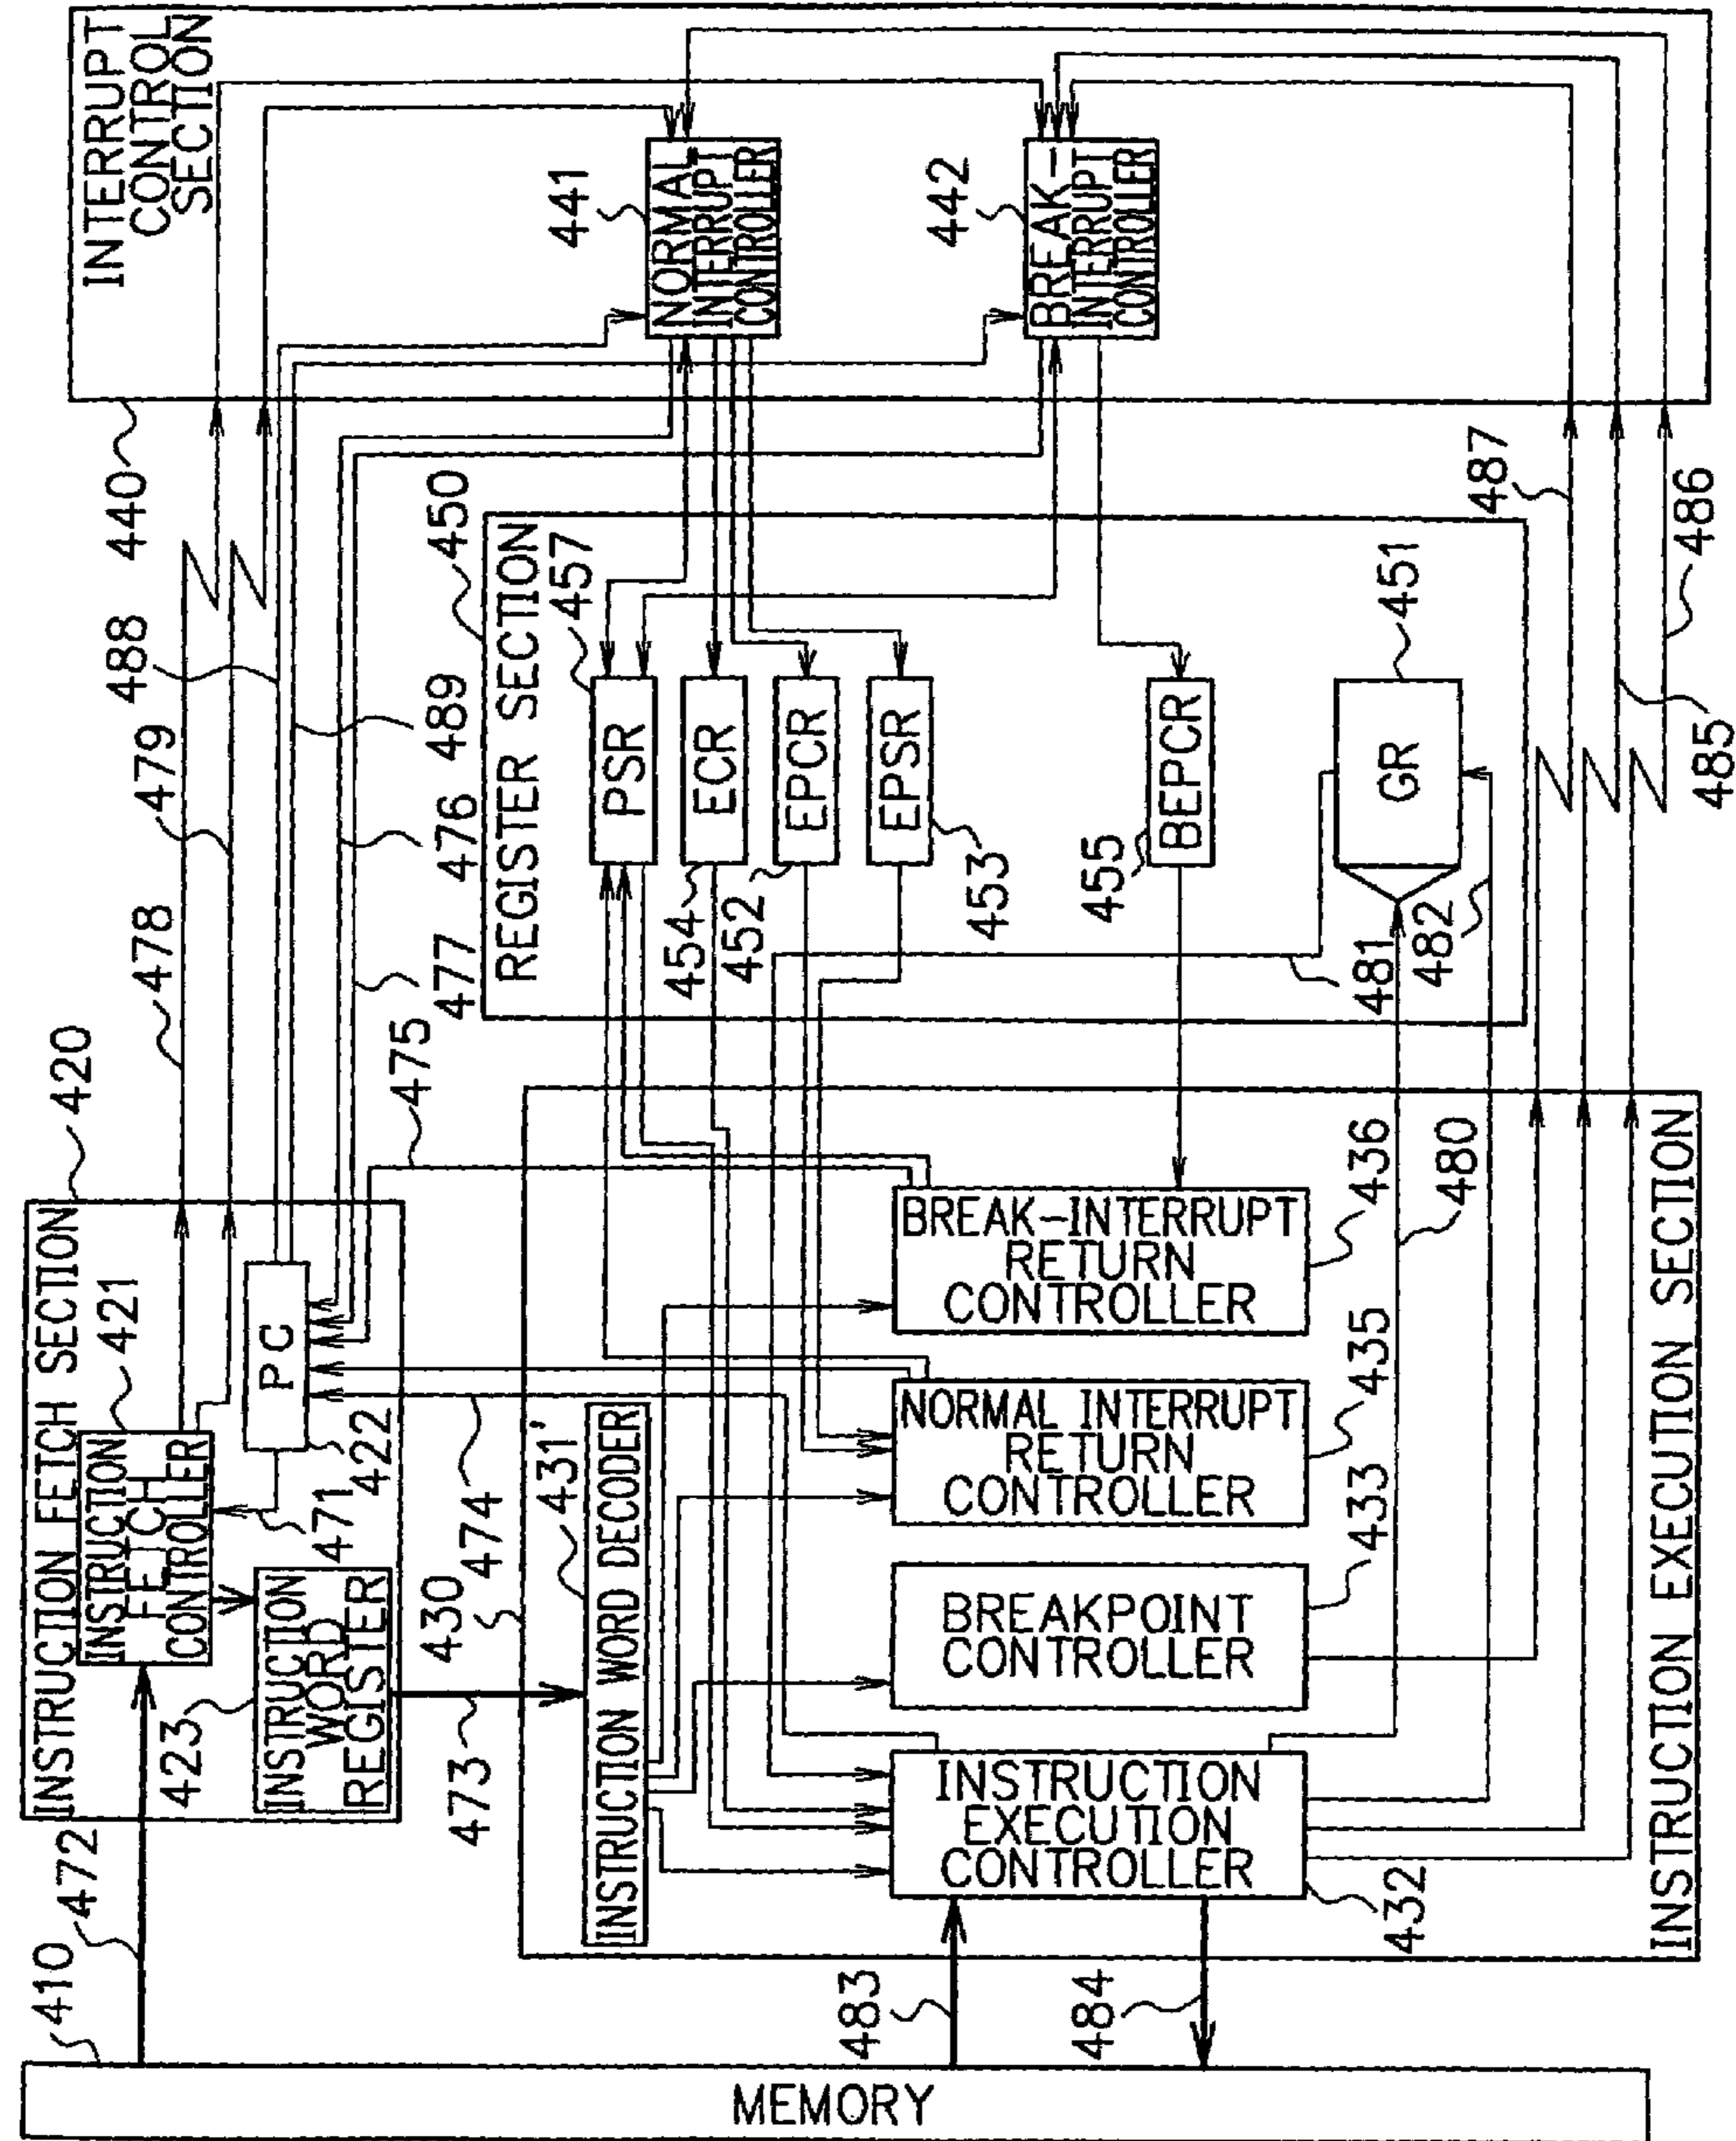 MEMORY
410
472
483
484
INSTRUCTION FETCH SECTION
420
INSTRUCTION
FETCH
CONTROLLER
421
PC
422
471
423
INSTRUCTION
WORD
REGISTER
473
430
474
475
INSTRUCTION WORD DECODER
431'
INSTRUCTION
EXECUTION
CONTROLLER
432
BREAKPOINT
CONTROLLER
433
NORMAL INTERRUPT
RETURN
CONTROLLER
435
BREAK-INTERRUPT
RETURN
CONTROLLER
436
480
INSTRUCTION EXECUTION SECTION
478
479
488
477
476
489
REGISTER SECTION
450
457
PSR
ECR
454
EPCR
452
EPSR
453
BEPCR
455
GR
451
481
482
485
486
487
440
INTERRUPT
CONTROL
SECTION
441
NORMAL
INTERRUPT
CONTROLLER
442
BREAK-
INTERRUPT
CONTROLLER